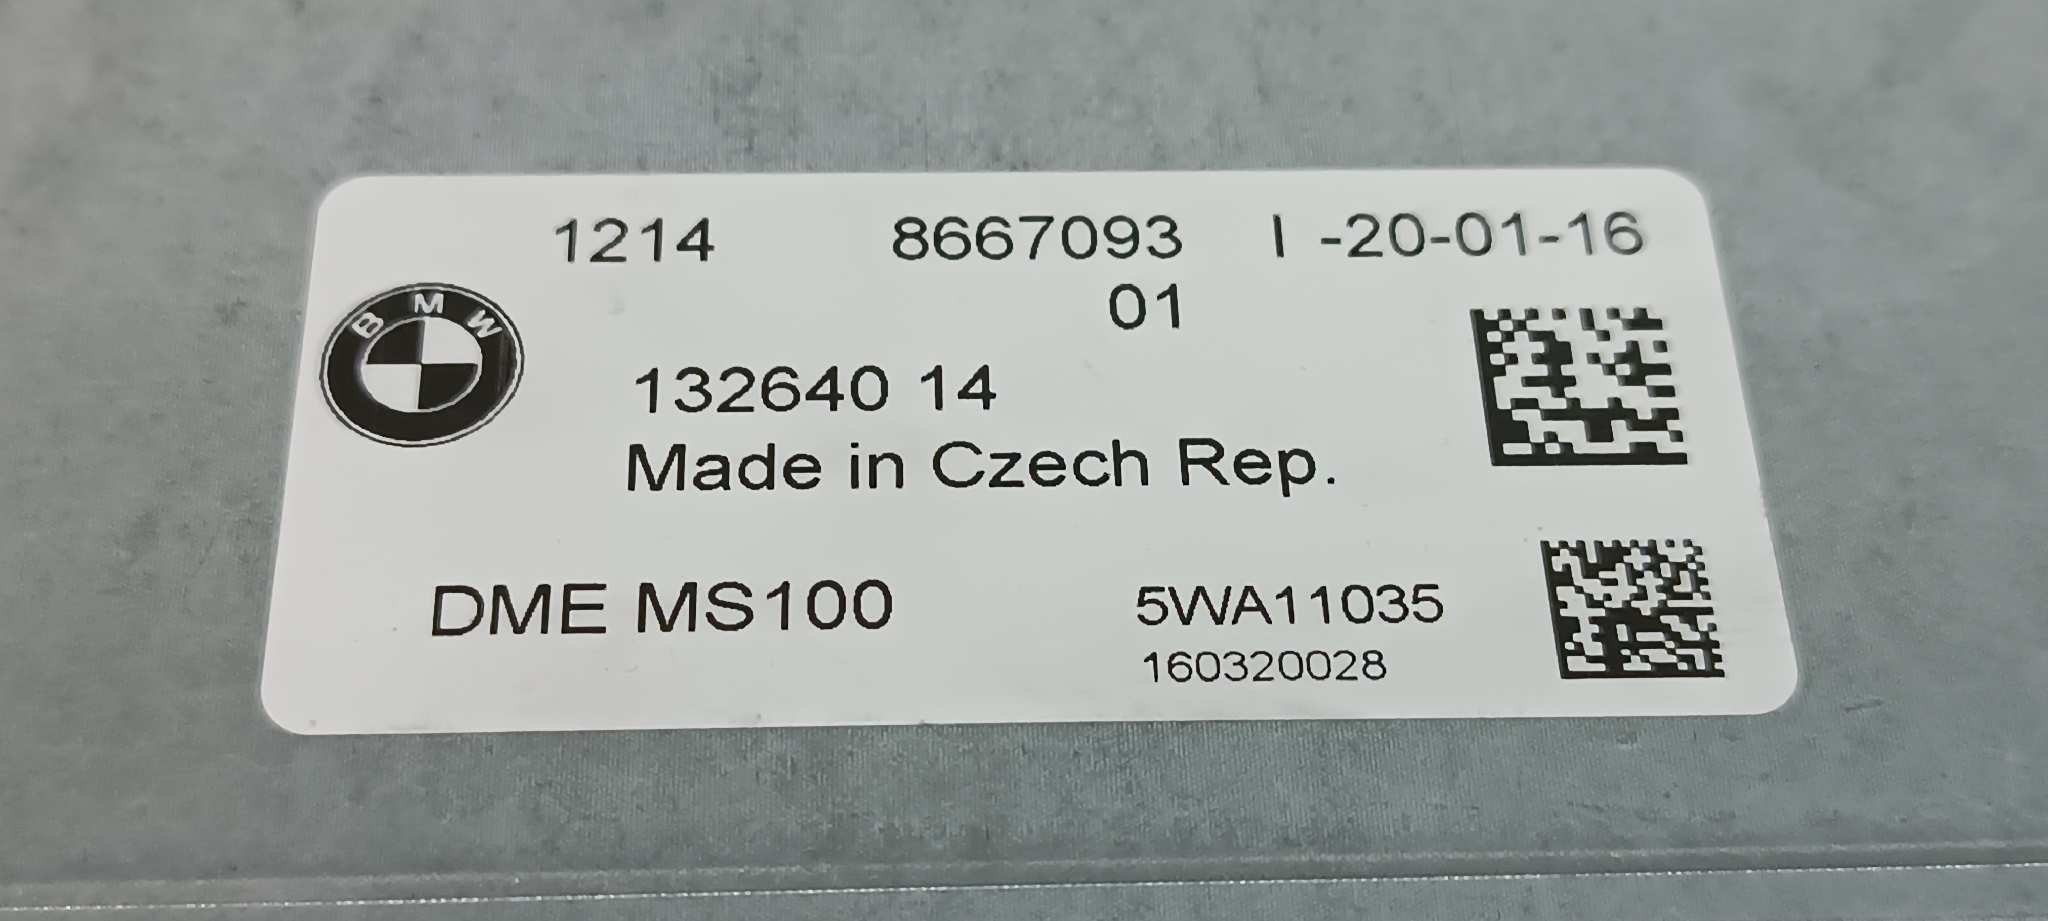 1214 8667093 I -20-01-16
01
BMW
132640 14
Made in Czech Rep.
DME MS100 5WA11035
160320028